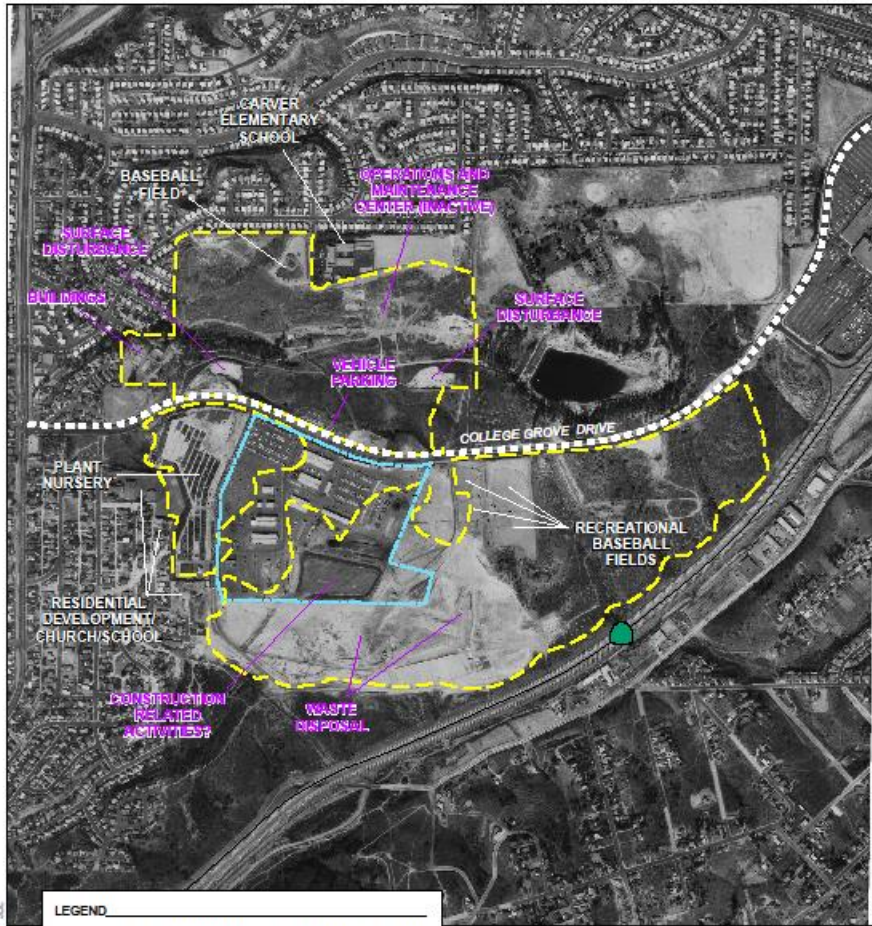 CARVER
ELEMENTARY
SCHOOL
BASEBALL
FIELD
OPERATIONS AND
MAINTENANCE
CENTER (INACTIVE)
SURFACE
DISTURBANCE
BUILDINGS
SURFACE
DISTURBANCE
VEHICLE
PARKING
COLLEGE GROVE DRIVE
PLANT
NURSERY
RECREATIONAL
BASEBALL
FIELDS
RESIDENTIAL
DEVELOPMENT/
CHURCH/SCHOOL
CONSTRUCTION
RELATED
ACTIVITIES?
WASTE
DISPOSAL
LEGEND